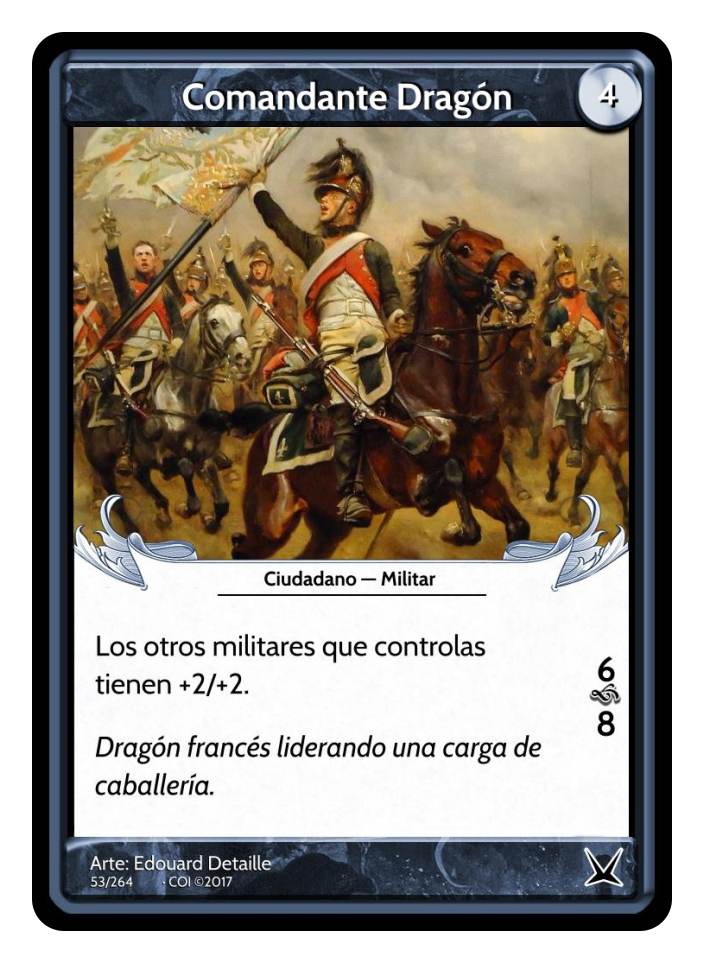 Comandante Dragón
4
Ciudadano — Militar
Los otros militares que controlas
tienen +2/+2.
6
8
Dragón francés liderando una carga de
caballería.
Arte: Edouard Detaille
53/264 · COI ©2017